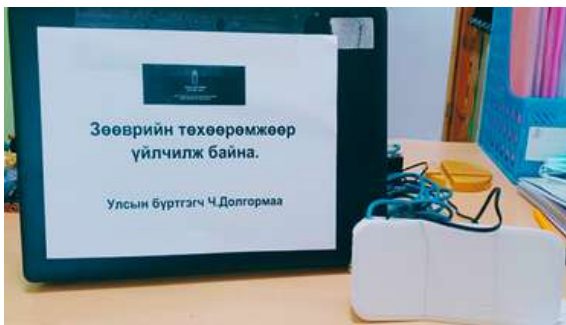 Зөөврийн төхөөрөмжөөр
үйлчилж байна.
Улсын бүртгэгч Ч.Долгормаа